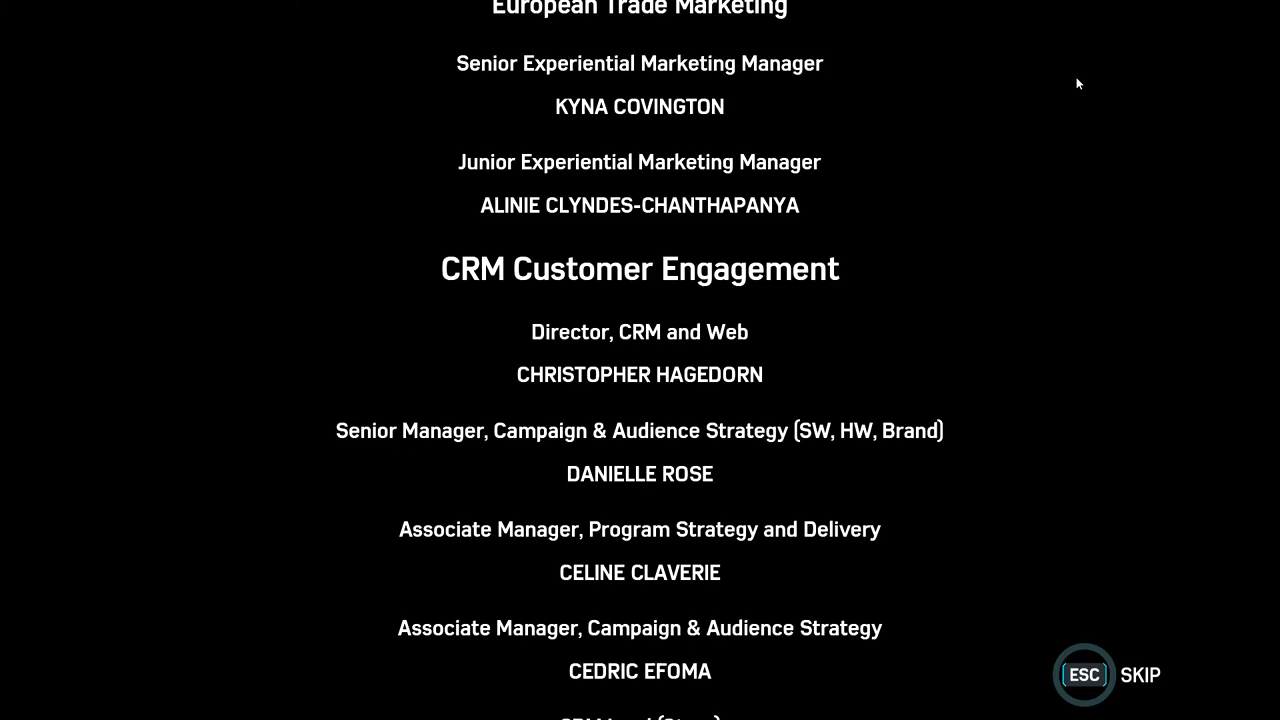 European Trade Marketing
Senior Experiential Marketing Manager
KYNA COVINGTON
Junior Experiential Marketing Manager
ALINIE CLYNDES-CHANTHAPANYA
CRM Customer Engagement
Director, CRM and Web
CHRISTOPHER HAGEDORN
Senior Manager, Campaign & Audience Strategy (SW, HW, Brand)
DANIELLE ROSE
Associate Manager, Program Strategy and Delivery
CELINE CLAVERIE
Associate Manager, Campaign & Audience Strategy
CEDRIC EFOMA
ESC SKIP